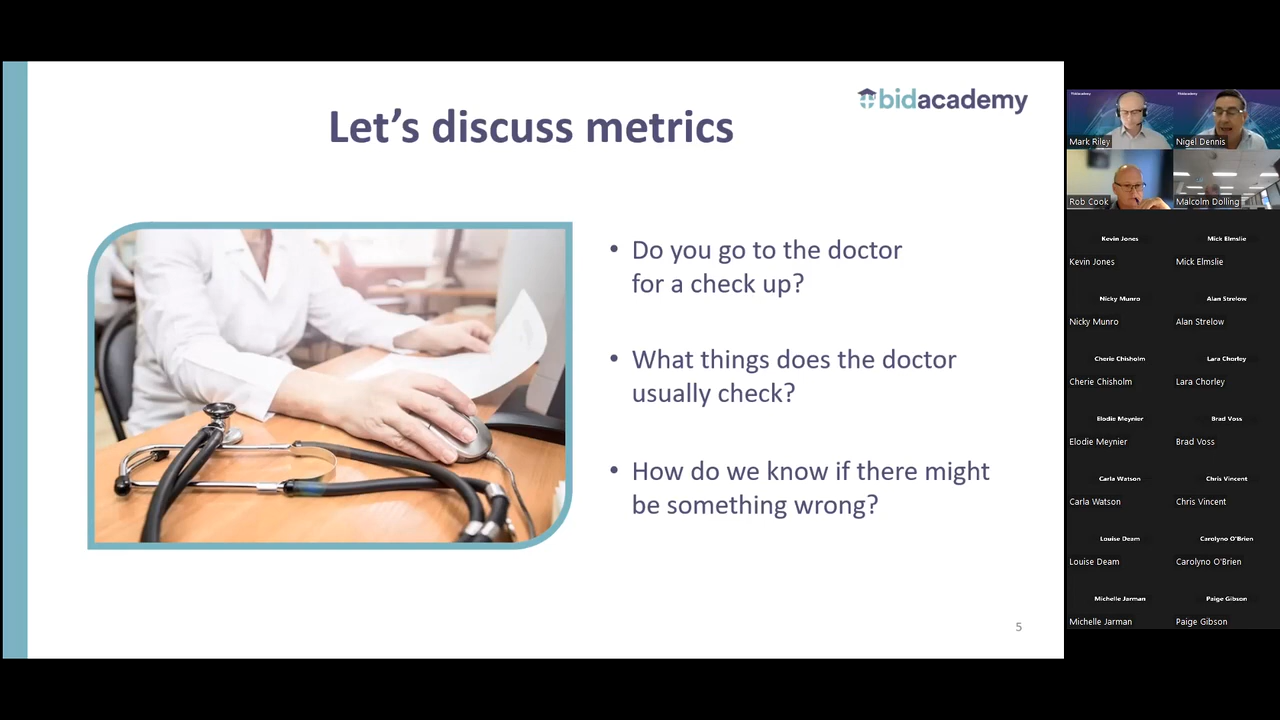 Let's discuss metrics
bidacademy
• Do you go to the doctor
for a check up?
• What things does the doctor
usually check?
• How do we know if there might
be something wrong?
5
Mark Riley
Nigel Dennis
Rob Cook
Malcolm Dolling
Kevin Jones
Mick Elmslie
Kevin Jones
Mick Elmslie
Nicky Munro
Alan Strelow
Nicky Munro
Alan Strelow
Cherie Chisholm
Lara Chorley
Cherie Chisholm
Lara Chorley
Elodie Meynier
Brad Voss
Elodie Meynier
Brad Voss
Carla Watson
Chris Vincent
Carla Watson
Chris Vincent
Louise Deam
Carolyno O'Brien
Louise Deam
Carolyno O'Brien
Michelle Jarman
Paige Gibson
Michelle Jarman
Paige Gibson